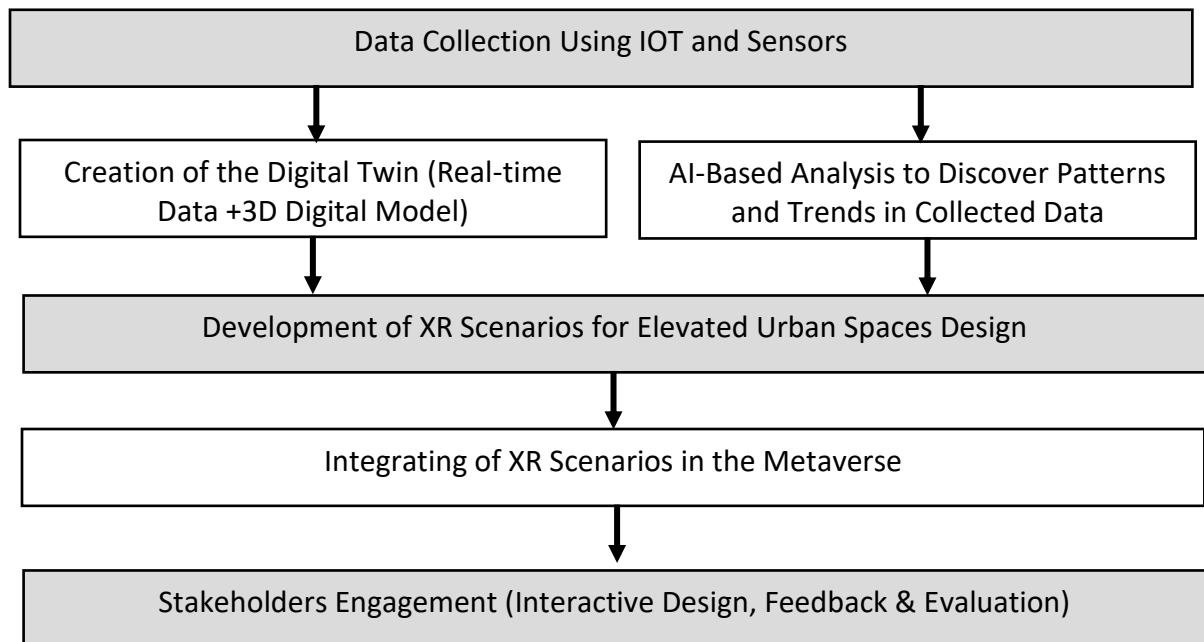 Data Collection Using IOT and Sensors
Creation of the Digital Twin (Real-time
Data +3D Digital Model)
AI-Based Analysis to Discover Patterns
and Trends in Collected Data
Development of XR Scenarios for Elevated Urban Spaces Design
Integrating of XR Scenarios in the Metaverse
Stakeholders Engagement (Interactive Design, Feedback & Evaluation)